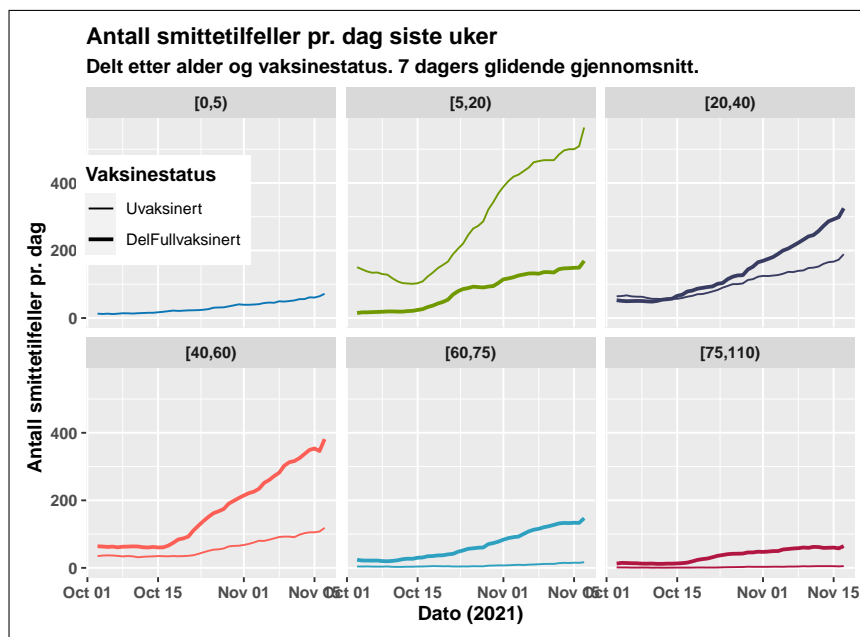 Antall smittetilfeller pr. dag siste uker
Delt etter alder og vaksinestatus. 7 dagers glidende gjennomsnitt.
[0,5) [5,20) [20,40)
Vaksinestatus
Uvaksinert
DelFullvaksinert
400
200
0
[40,60) [60,75) [75,110)
400
200
0
Antall smittetilfeller pr. dag
Oct 01 Oct 15 Nov 01 Nov 15 Oct 01 Oct 15 Nov 01 Nov 15 Oct 01 Oct 15 Nov 01 Nov 15
Dato (2021)